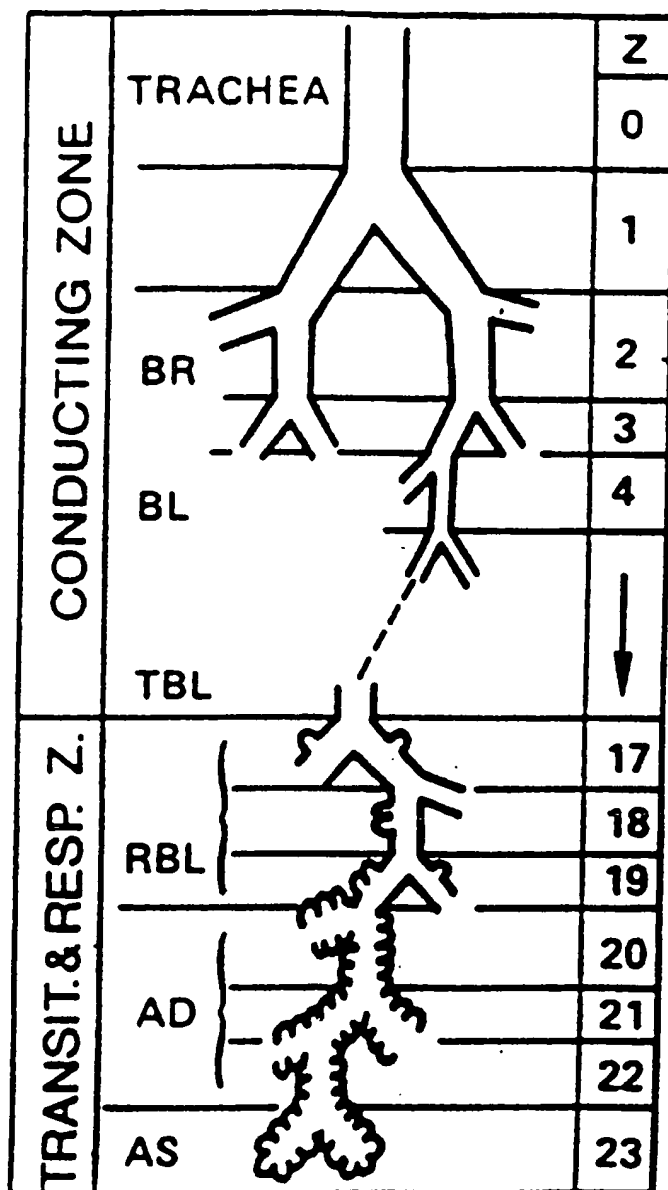 CONDUCTING ZONE
TRANSIT. & RESP. Z.
TRACHEA
BR
BL
TBL
RBL
AD
AS
Z
0
1
2
3
4
17
18
19
20
21
22
23